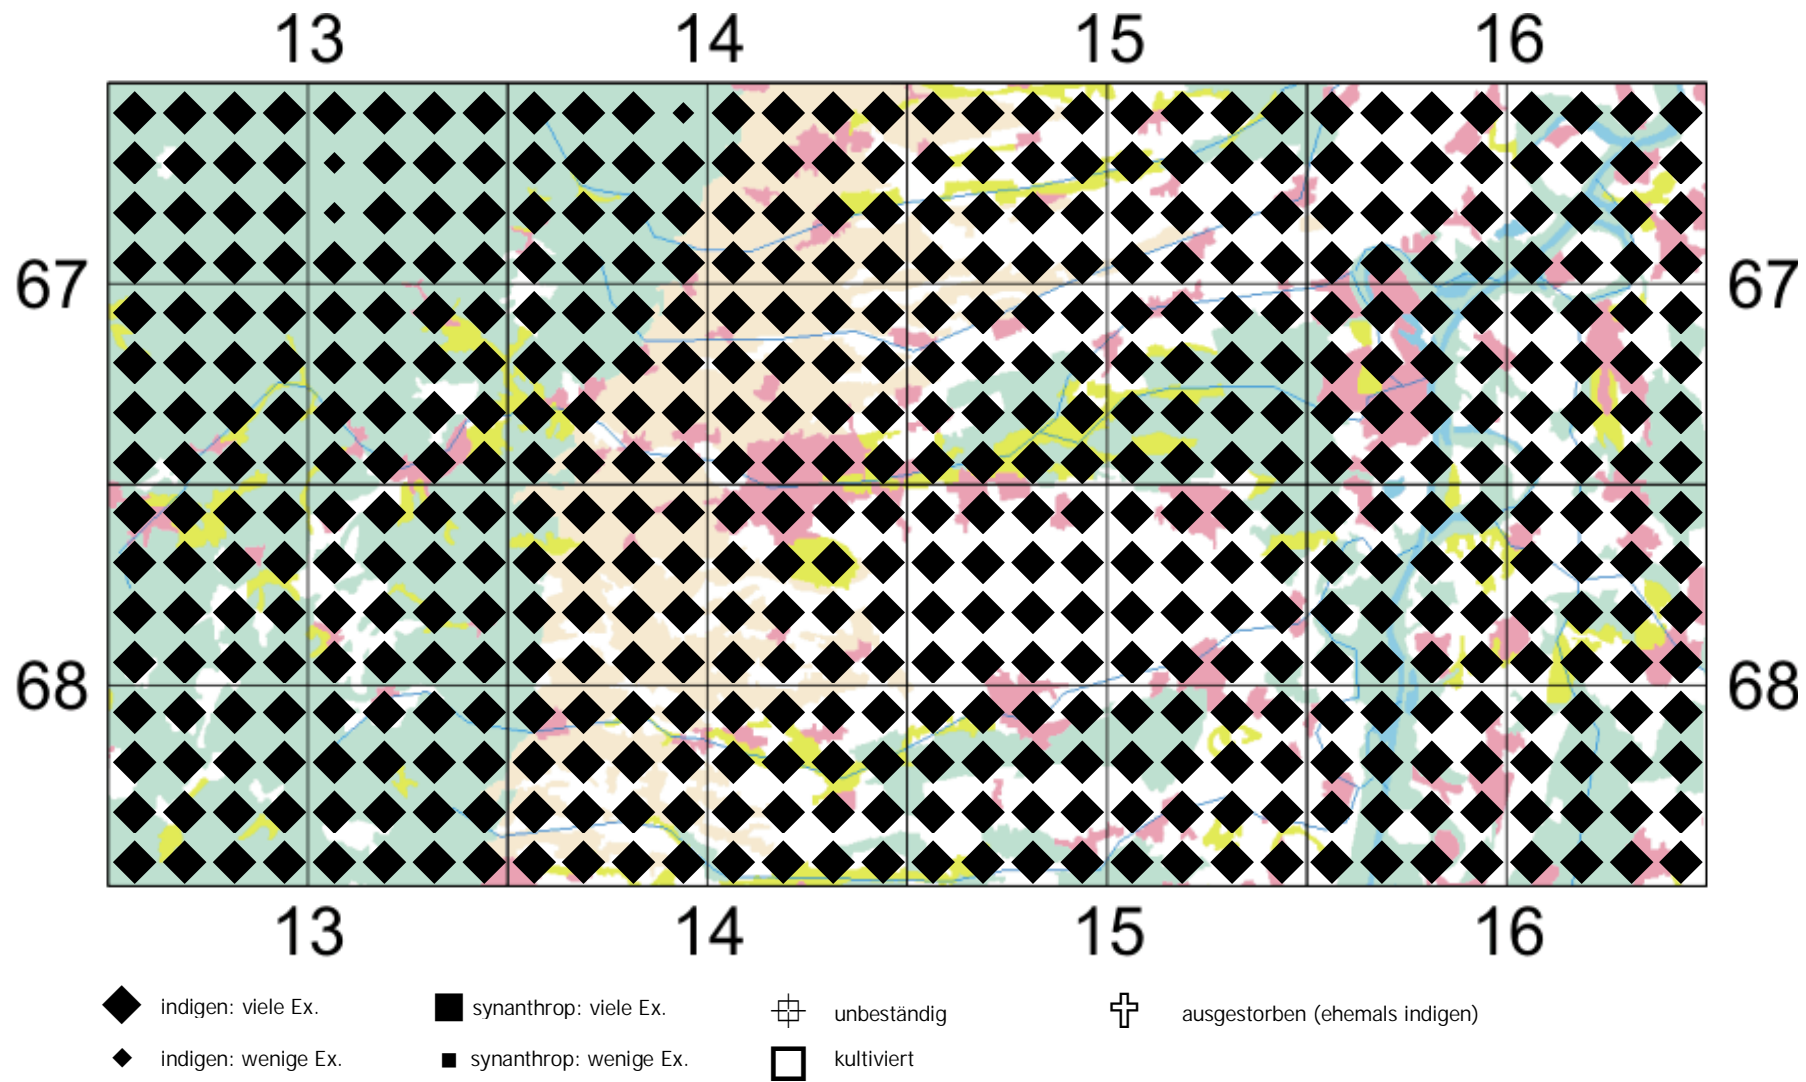 13 14 15 16
67 67
68 68
13 14 15 16
indigen: viele Ex. synanthrop: viele Ex. unbeständig ausgestorben (ehemals indigen)
indigen: wenige Ex. synanthrop: wenige Ex. kultiviert